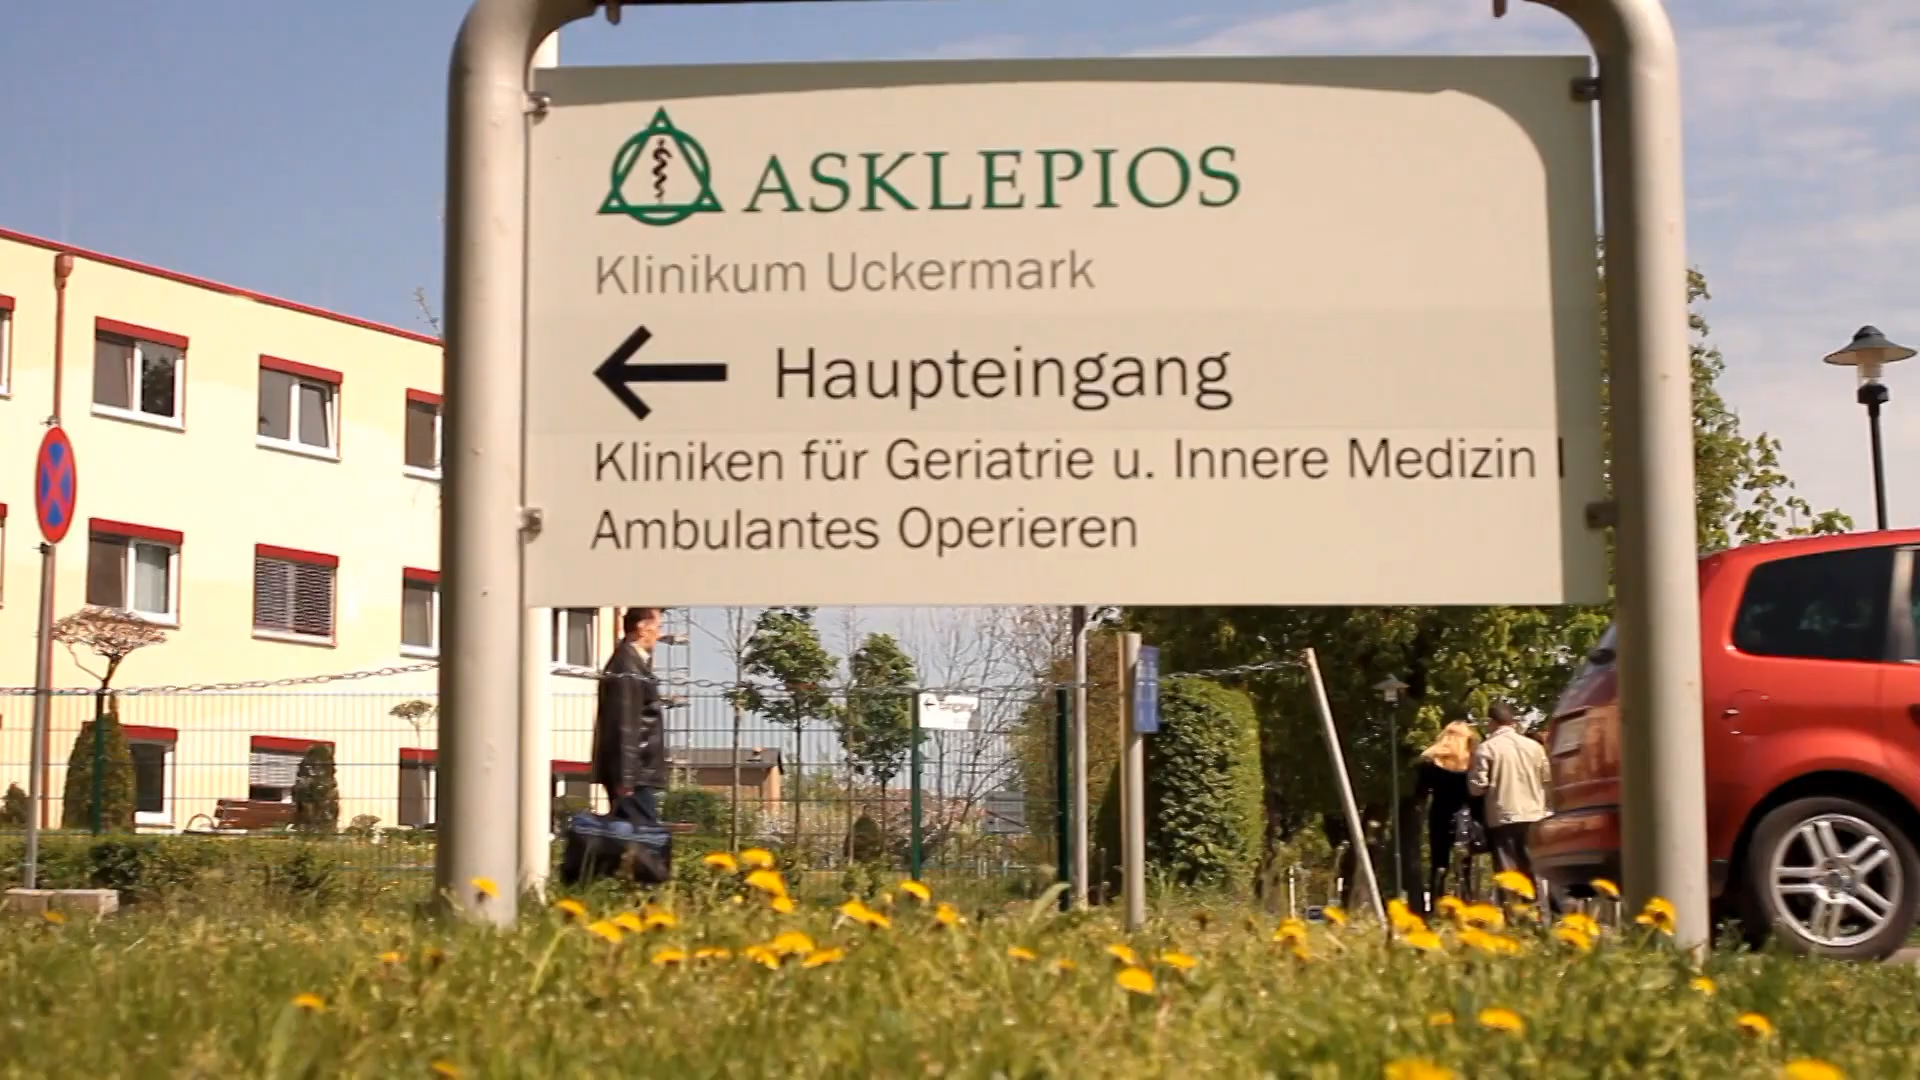 ASKLEPIOS
Klinikum Uckermark
← Haupteingang
Kliniken für Geriatrie u. Innere Medizin I
Ambulantes Operieren